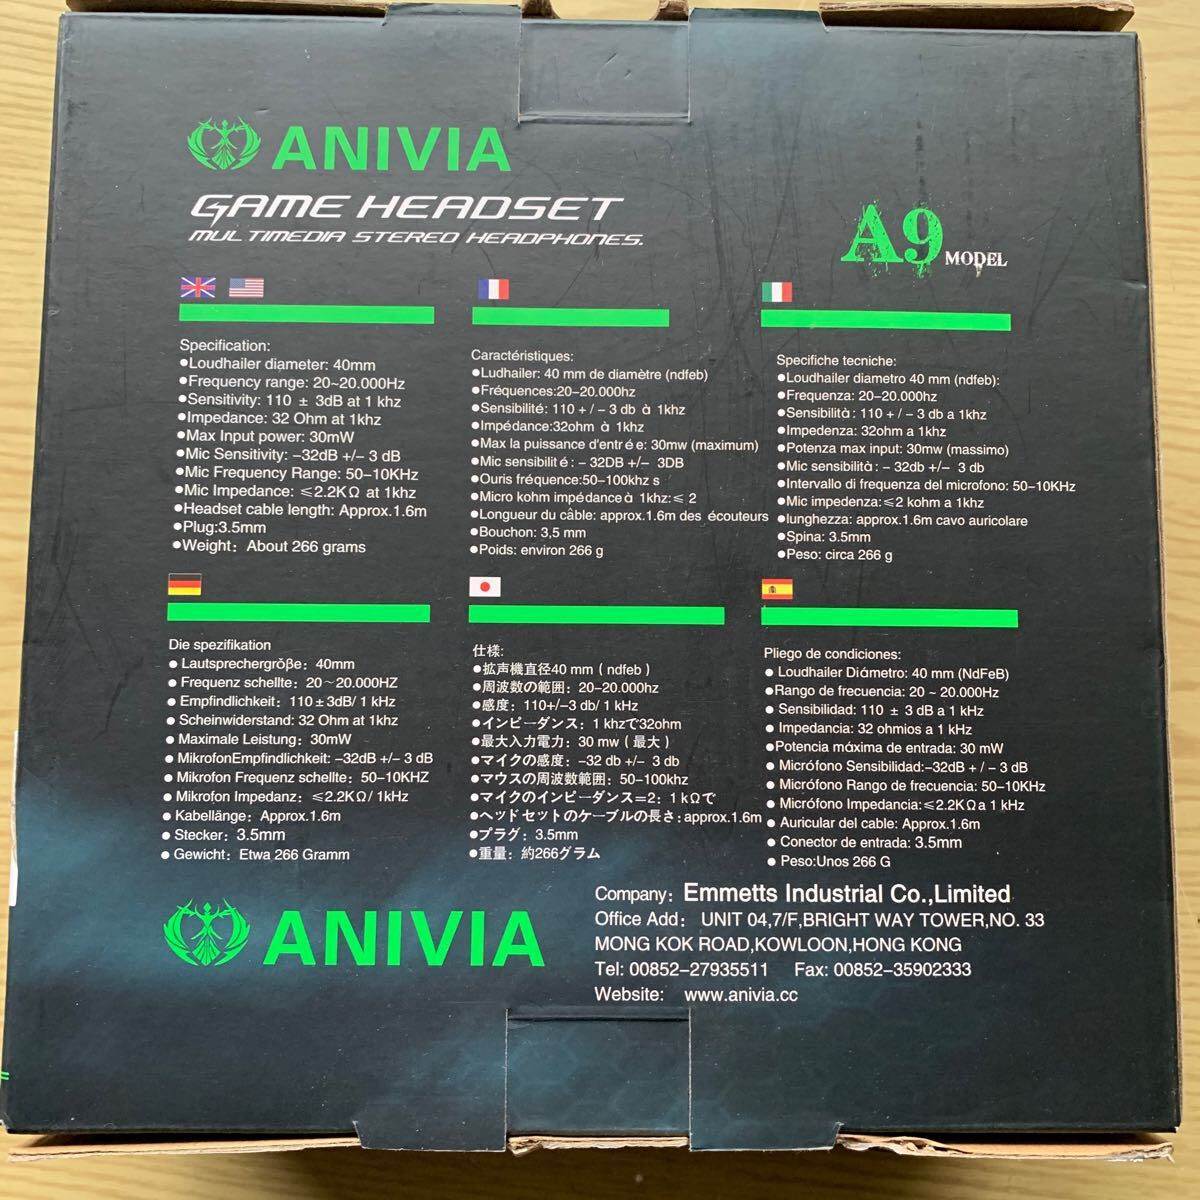 ANIVIA
GAME HEADSET
MULTIMEDIA STEREO HEADPHONES.
A9 MODEL
Specification:
●Loudhailer diameter: 40mm
●Frequency range: 20~20.000Hz
●Sensitivity: 110 ± 3dB at 1 khz
●Impedance: 32 Ohm at 1khz
●Max Input power: 30mW
●Mic Sensitivity: -32dB +/- 3 dB
●Mic Frequency Range: 50-10KHz
●Mic Impedance: ≤2.2KΩ at 1khz
●Headset cable length: Approx.1.6m
●Plug:3.5mm
●Weight: About 266 grams
Caractéristiques:
●Ludhailer: 40 mm de diamètre (ndfeb)
●Fréquences:20-20.000hz
●Sensibilité: 110 + / - 3 db à 1khz
●Impédance:32ohm à 1khz
●Max la puissance d'entrée: 30mw (maximum)
●Mic sensibilité: - 32DB +/- 3DB
●Ouris fréquence:50-100khz s
●Micro kohm impédance à 1khz:≤ 2
●Longueur du câble: approx.1.6m des écouteurs
●Bouchon: 3,5 mm
●Poids: environ 266 g
Specifiche tecniche:
●Loudhailer diametro 40 mm (ndfeb):
●Frequenza: 20-20.000hz
●Sensibilità: 110 + / - 3 db a 1khz
●Impedenza: 32ohm a 1khz
●Potenza max input: 30mw (massimo)
●Mic sensibilità: - 32db +/- 3 db
●Intervallo di frequenza del microfono: 50-10KHz
●Mic impedenza:≤2 kohm a 1khz
●lunghezza: approx.1.6m cavo auricolare
●Spina: 3.5mm
●Peso: circa 266 g
Die spezifikation
● Lautsprechergrőβe: 40mm
● Frequenz schellte: 20~20.000HZ
● Empfindlichkeit: 110±3dB/ 1 kHz
● Scheinwiderstand: 32 Ohm at 1khz
● Maximale Leistung: 30mW
● MikrofonEmpfindlichkeit: -32dB +/- 3 dB
● Mikrofon Frequenz schellte: 50-10KHZ
● Mikrofon Impedanz: ≤2.2KΩ/ 1kHz
● Kabellänge: Approx.1.6m
● Stecker: 3.5mm
● Gewicht: Etwa 266 Gramm
仕様:
●拡声機直径40 mm ( ndfeb )
●周波数の範囲: 20-20.000hz
●感度: 110+/-3 db/ 1 kHz
●インピーダンス: 1 khzで32ohm
●最大入力電力: 30 mw ( 最大 )
●マイクの感度: -32 db +/- 3 db
●マウスの周波数範囲: 50-100khz
●マイクのインピーダンス=2: 1 kΩで
●ヘッドセットのケーブルの長さ: approx.1.6m
●プラグ: 3.5mm
●重量: 約266グラム
Pliego de condiciones:
● Loudhailer Diámetro: 40 mm (NdFeB)
●Rango de frecuencia: 20 ~ 20.000Hz
● Sensibilidad: 110 ± 3 dB a 1 kHz
● Impedancia: 32 ohmios a 1 kHz
●Potencia máxima de entrada: 30 mW
● Micrófono Sensibilidad:-32dB + / - 3 dB
● Micrófono Rango de frecuencia: 50-10KHz
● Micrófono Impedancia:≤2.2KΩ a 1 kHz
● Auricular del cable: Approx.1.6m
● Conector de entrada: 3.5mm
● Peso:Unos 266 G
ANIVIA
Company: Emmetts Industrial Co.,Limited
Office Add: UNIT 04,7/F,BRIGHT WAY TOWER,NO. 33
MONG KOK ROAD,KOWLOON,HONG KONG
Tel: 00852-27935511 Fax: 00852-35902333
Website: www.anivia.cc